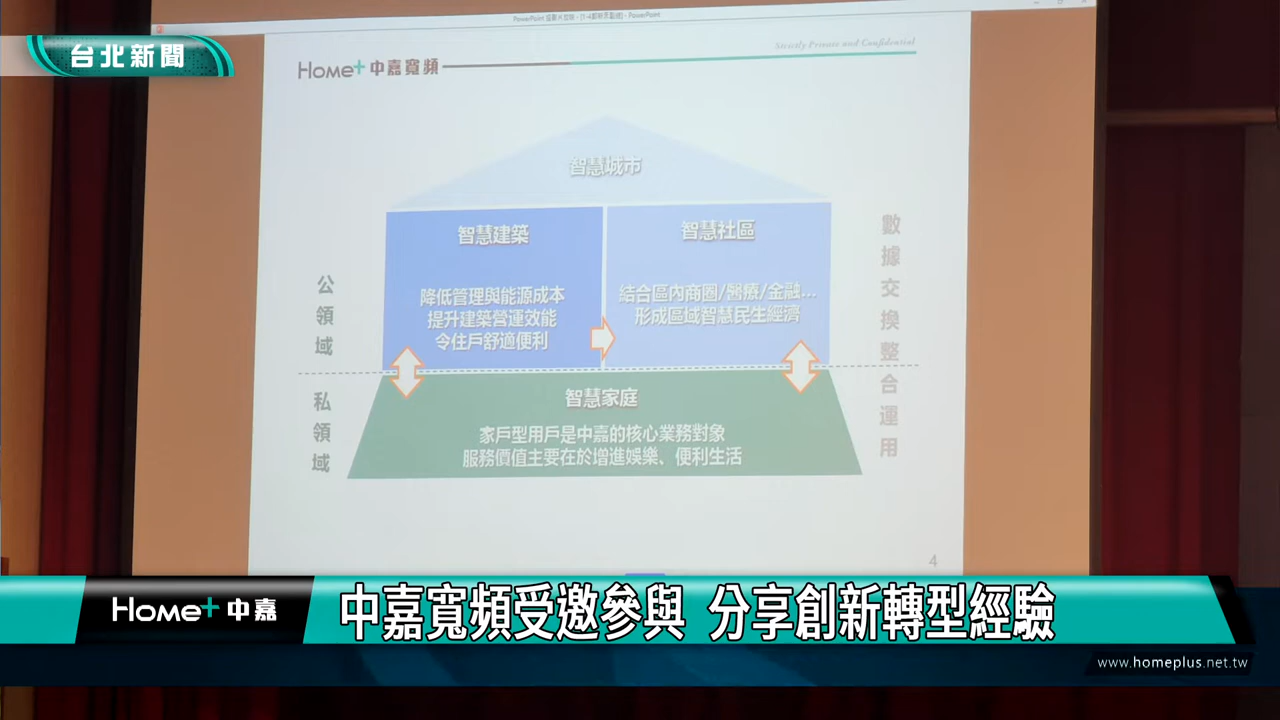 PowerPoint
台北新聞
Strictly Private and Confidential
Home+中嘉寬頻
智慧城市
智慧建築
降低管理與能源成本
提升建築營運效能
令住戶舒適便利
智慧社區
結合區內商圈/醫療/金融...
形成區域智慧民生經濟
公領域
私領域
數據交換整合運用
智慧家庭
家戶型用戶是中嘉的核心業務對象
服務價值主要在於增進娛樂、便利生活
4
Home+中嘉
中嘉寬頻受邀參與 分享創新轉型經驗
www.homeplus.net.tw